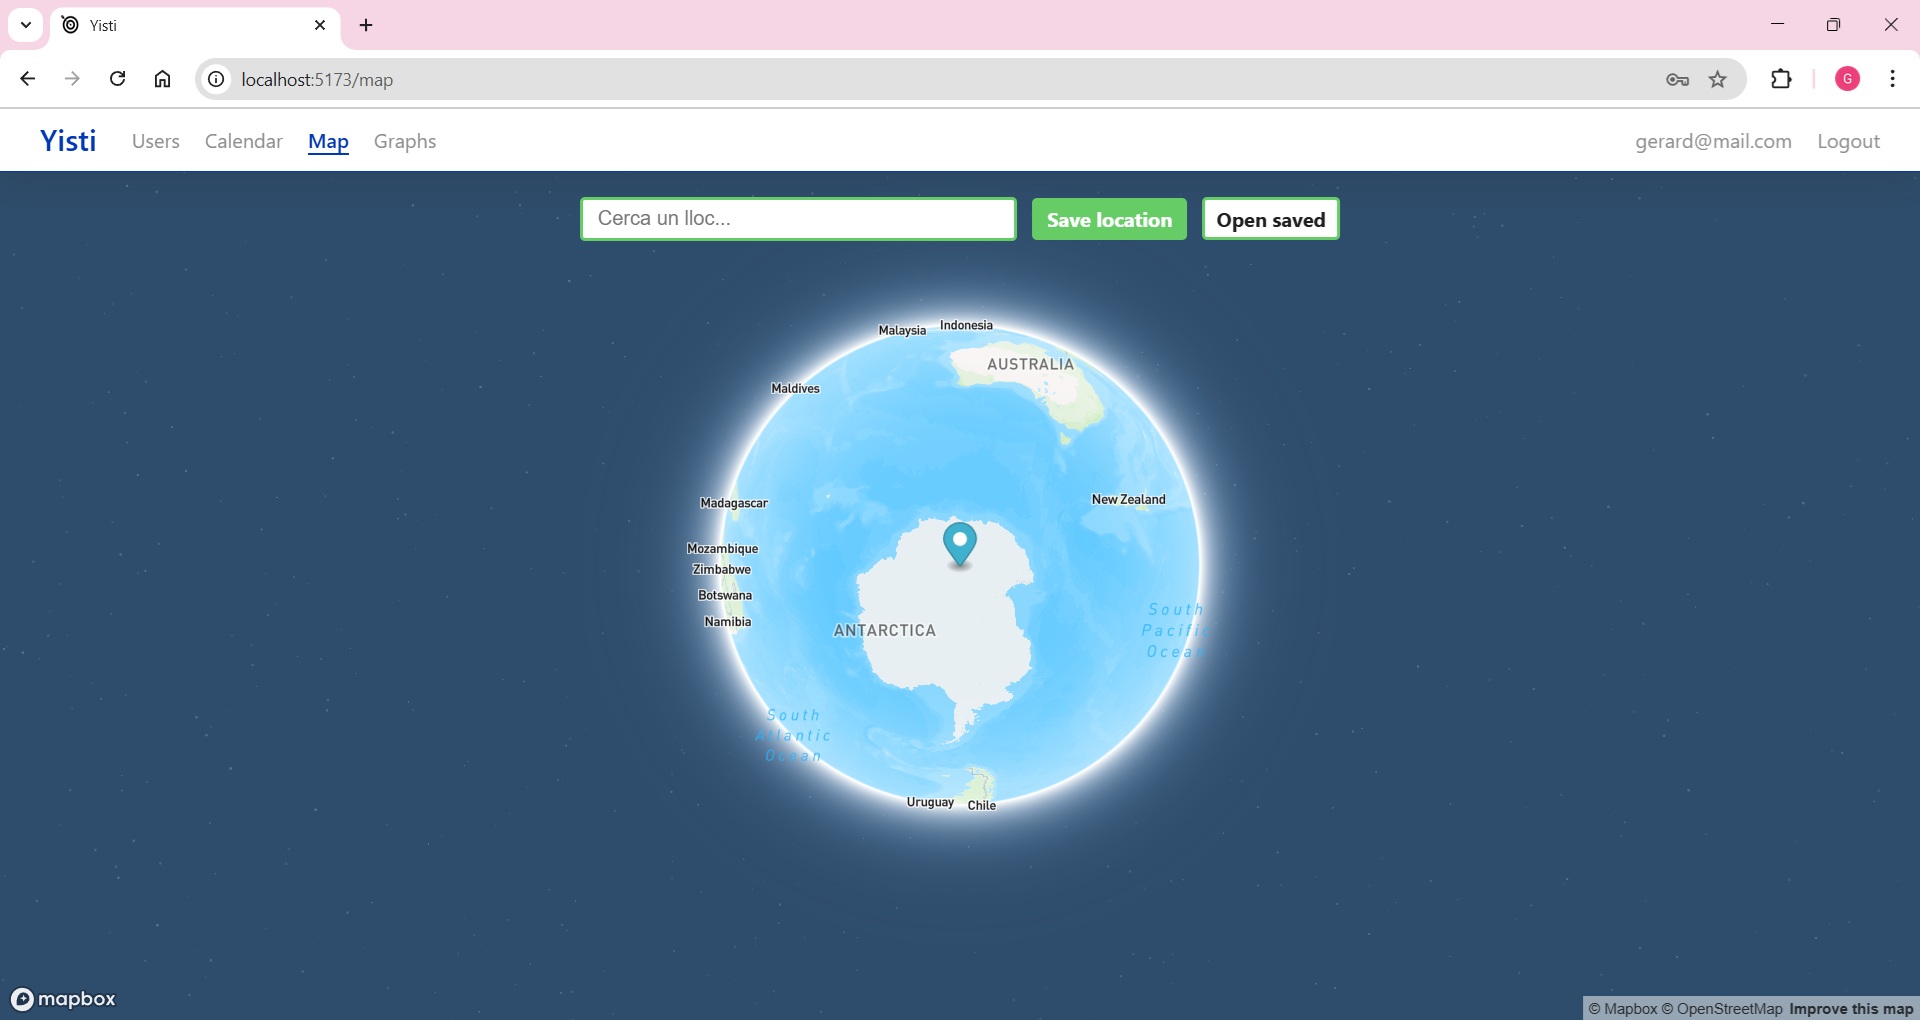 Yisti
localhost:5173/map
G
Yisti
Users
Calendar
Map
Graphs
gerard@mail.com
Logout
Cerca un lloc...
Save location
Open saved
Malaysia
Indonesia
AUSTRALIA
Maldives
Madagascar
New Zealand
Mozambique
Zimbabwe
Botswana
Namibia
ANTARCTICA
South
Pacific
Ocean
South
Atlantic
Ocean
Uruguay
Chile
mapbox
© Mapbox © OpenStreetMap Improve this map